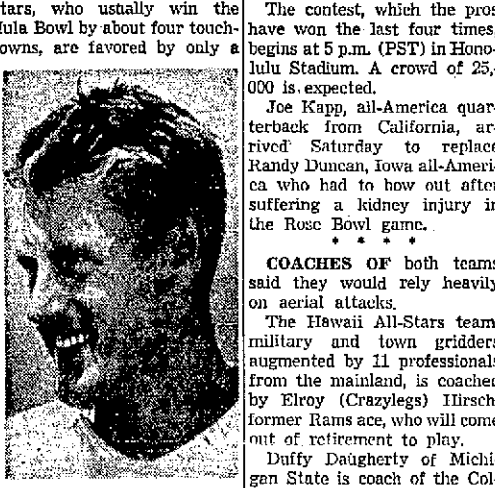 tars, who usually win the
Hula Bowl by about four touch-
owns, are favored by only a
The contest, which the pros
have won the last four times,
begins at 5 p.m. (PST) in Hono-
lulu Stadium. A crowd of 25,-
000 is expected.
Joe Kapp, all-America quar-
terback from California, ar-
rived Saturday to replace
Randy Duncan, Iowa all-Ameri-
ca who had to bow out after
suffering a kidney injury in
the Rose Bowl game.
* * * *
COACHES OF both teams
said they would rely heavily
on aerial attacks.
The Hawaii All-Stars team,
military and town gridders
augmented by 11 professionals
from the mainland, is coached
by Elroy (Crazylegs) Hirsch,
former Rams ace, who will come
out of retirement to play.
Duffy Daugherty of Michi-
gan State is coach of the Col-